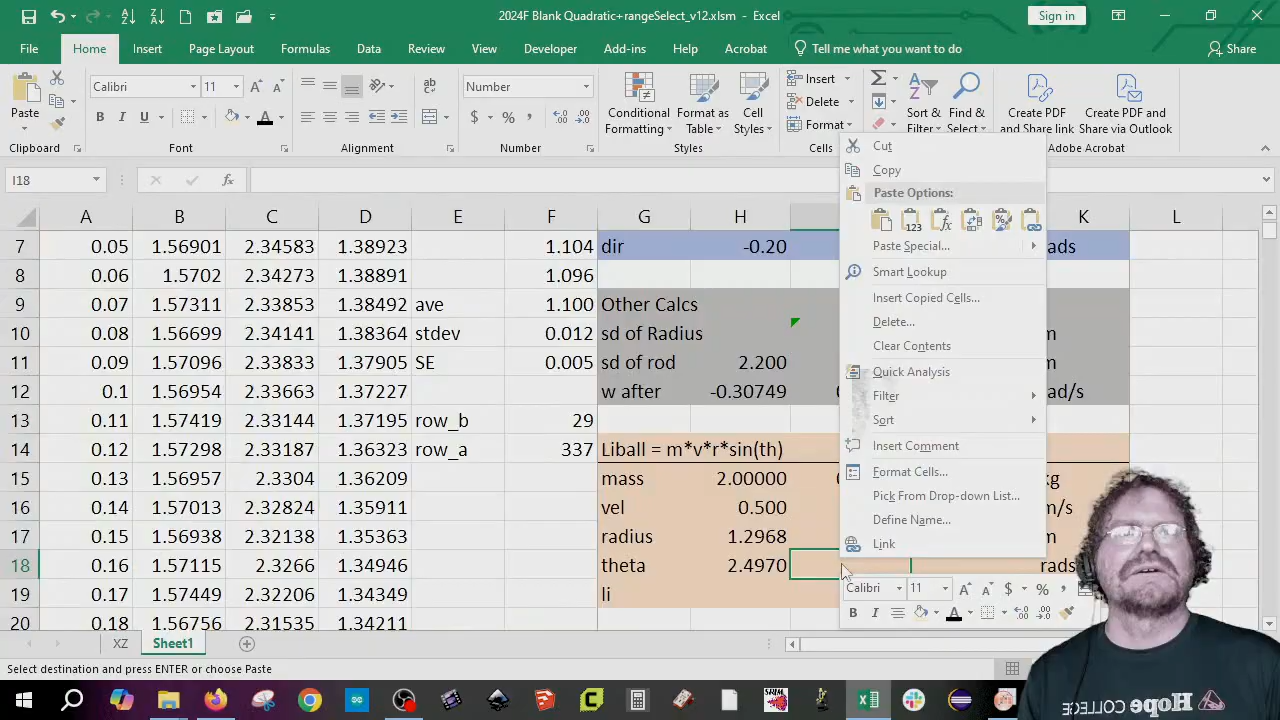 2024F Blank Quadratic+rangeSelect_v12.xlsm - Excel
Sign in
File Home Insert Page Layout Formulas Data Review View Developer Add-ins Help Acrobat Tell me what you want to do Share
Paste
Calibri 11
B I U A
ab
Number
$ % ,
Conditional Formatting
Format as Table
Cell Styles
Insert
Delete
Format
Sort & Filter
Find & Select
Create PDF and Share link
Create PDF and Share via Outlook
Clipboard Font Alignment Number Styles Cells Adobe Acrobat
I18 fx
A B C D E F G H K L
7 0.05 1.56901 2.34583 1.38923 1.104 dir -0.20 ads
8 0.06 1.5702 2.34273 1.38891 1.096
9 0.07 1.57311 2.33853 1.38492 ave 1.100 Other Calcs
10 0.08 1.56699 2.34141 1.38364 stdev 0.012 sd of Radius m
11 0.09 1.57096 2.33833 1.37905 SE 0.005 sd of rod 2.200 m
12 0.1 1.56954 2.33663 1.37227 w after -0.30749 ad/s
13 0.11 1.57419 2.33144 1.37195 row_b 29
14 0.12 1.57298 2.33187 1.36323 row_a 337 Liball = m*v*r*sin(th)
15 0.13 1.56957 2.3304 1.36209 mass 2.00000 kg
16 0.14 1.57013 2.32824 1.35911 vel 0.500 m/s
17 0.15 1.56938 2.32138 1.35363 radius 1.2968 m
18 0.16 1.57115 2.3266 1.34946 theta 2.4970 rads
19 0.17 1.57449 2.32206 1.34349 li
20 0.18 1.56756 2.31535 1.34211
Cut
Copy
Paste Options:
123 fx %
Paste Special...
Smart Lookup
Insert Copied Cells...
Delete...
Clear Contents
Quick Analysis
Filter
Sort
Insert Comment
Format Cells...
Pick From Drop-down List...
Define Name...
Link
Calibri 11 A A $ % ,
B I A
XZ Sheet1
Select destination and press ENTER or choose Paste
Hope
COLLEGE